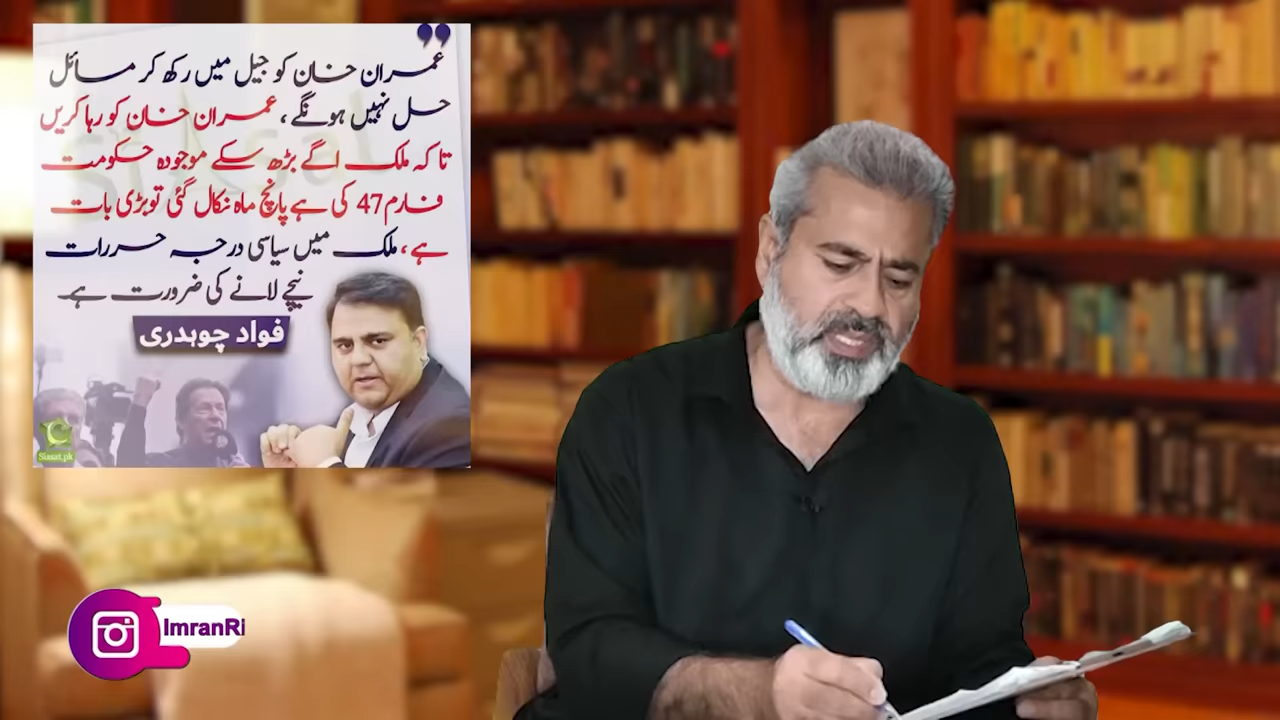 عمران خان کو جیل میں رکھ کر مسائل
حل نہیں ہونگے، عمران خان کو رہا کریں
تاکہ ملک اگے بڑھ سکے موجودہ حکومت
فارم 47 کی ہے پانچ ماہ نکال گئی تو بڑی بات
ہے، ملک میں سیاسی درجہ حررات
نیچے لانے کی ضرورت ہے۔
فواد چوہدری
Siasat.pk
ImranRi